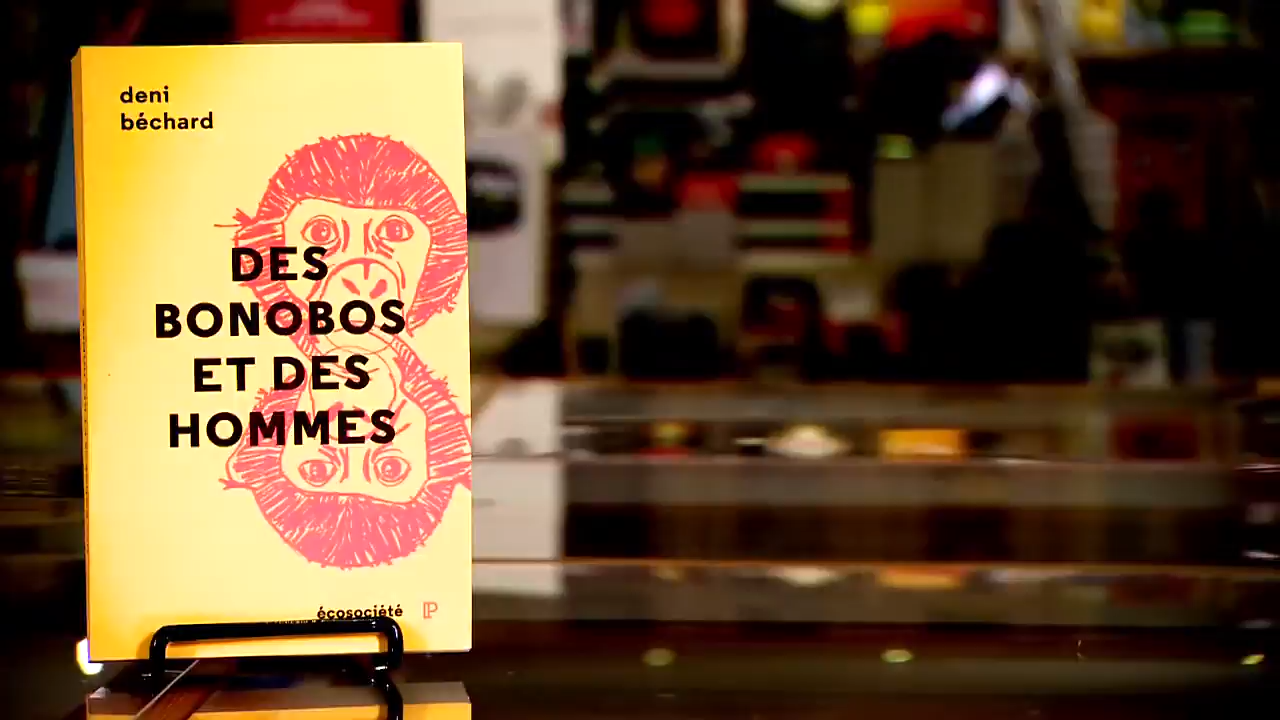 deni
béchard
DES
BONOBOS
ET DES
HOMMES
écosociété
P